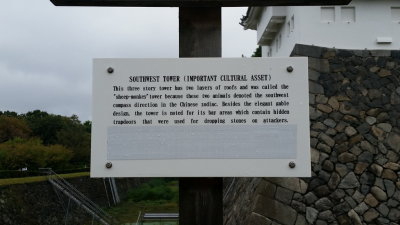 SOUTHWEST TOWER (IMPORTANT CULTURAL ASSET)
This three story tower has two layers of roofs and was called the
"sheep-monkey" tower because these two animals denoted the southwest
compass direction in the Chinese zodiac. Besides the elegant gable
design, the tower is noted for its bar areas which contain hidden
trapdoors that were used for dropping stones on attackers.